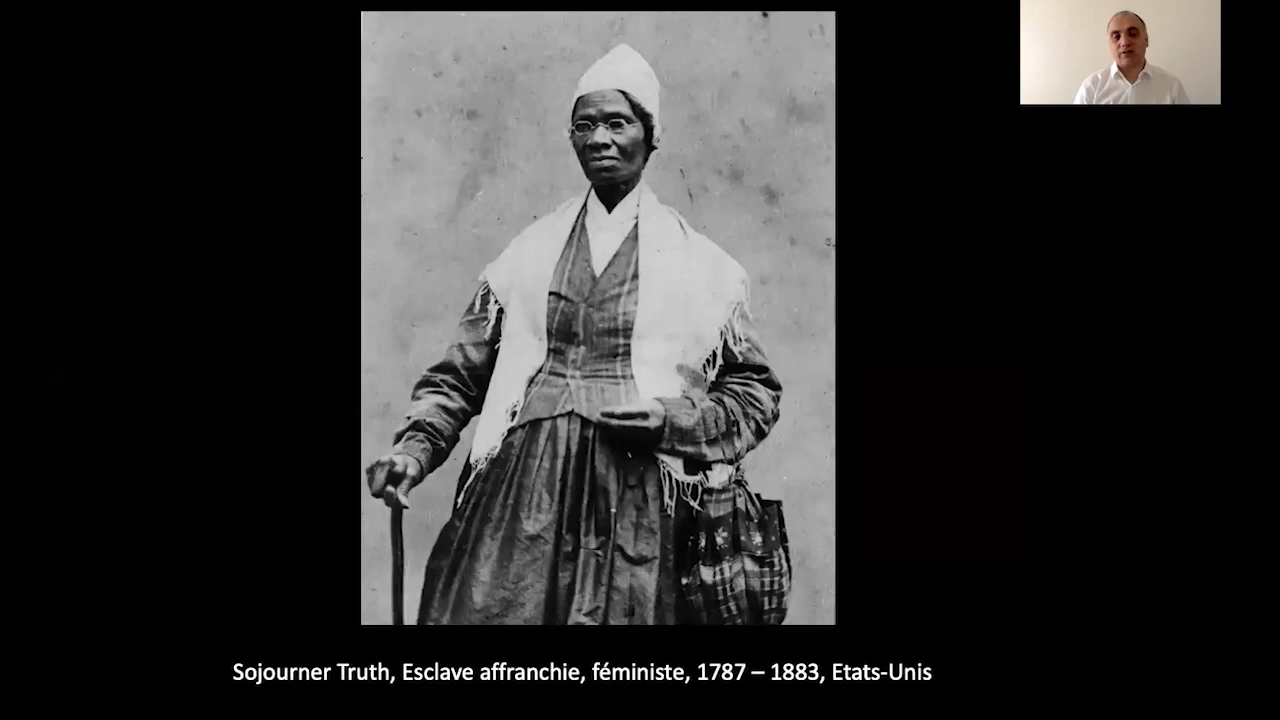 Sojourner Truth, Esclave affranchie, féministe, 1787 – 1883, Etats-Unis